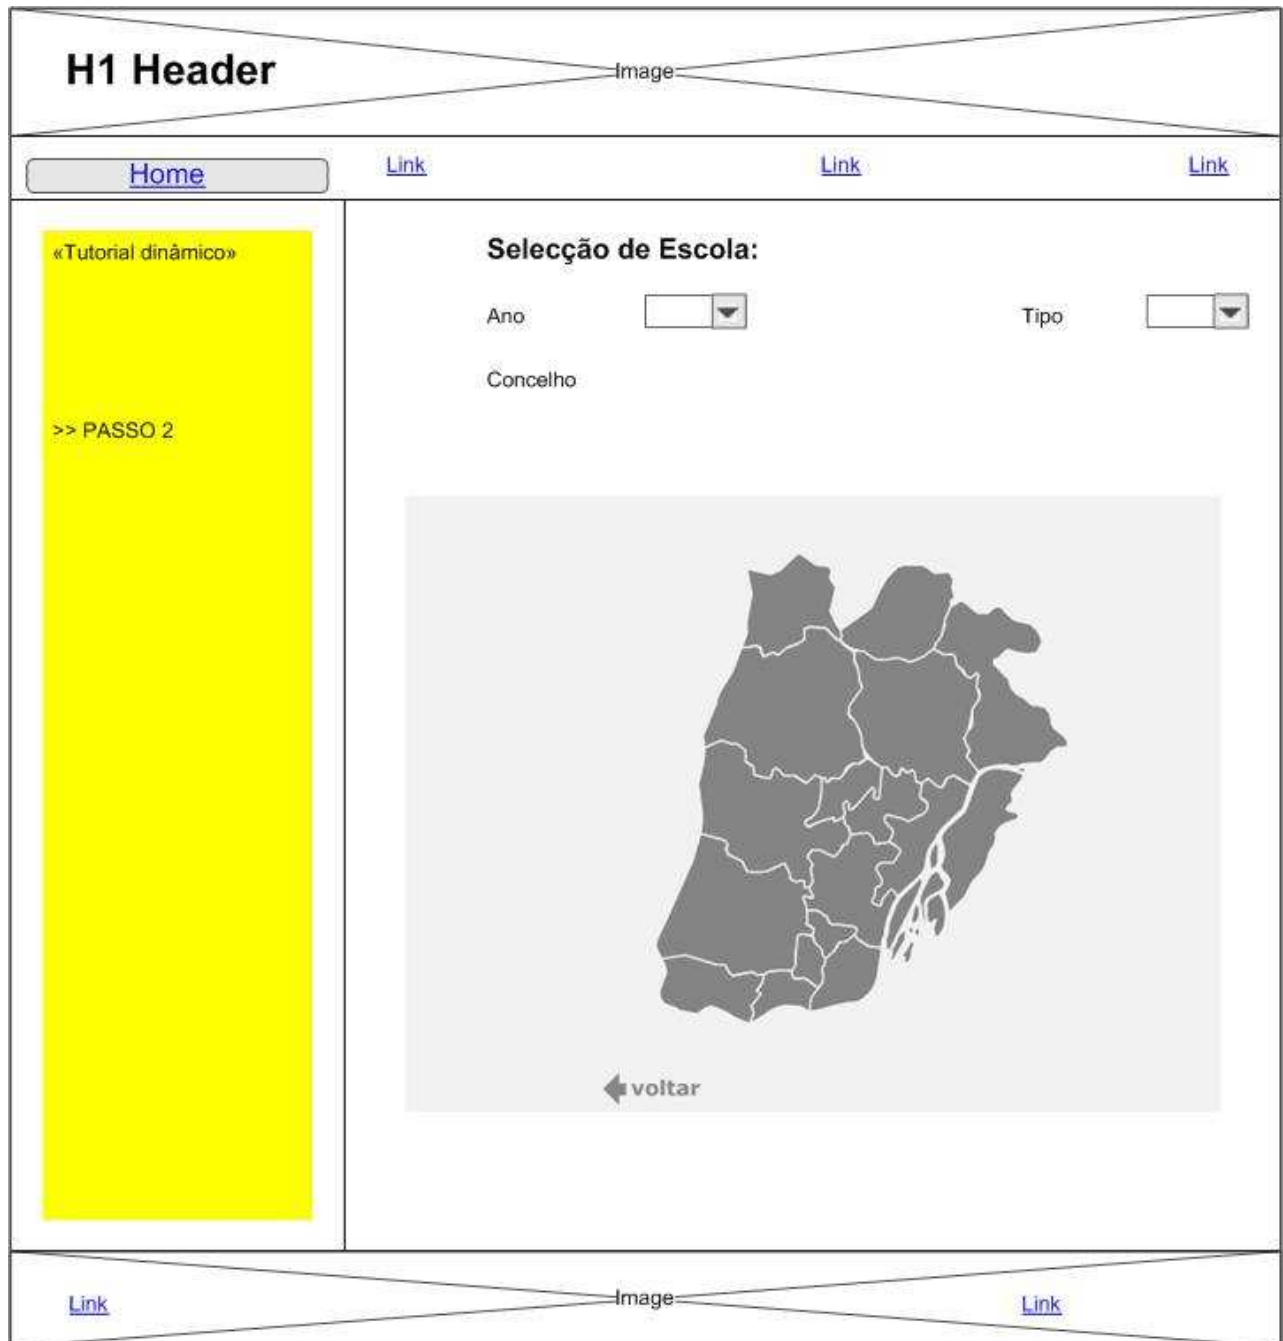 H1 Header
Image
Home
Link Link Link
«Tutorial dinâmico»
>> PASSO 2
Selecção de Escola:
Ano Tipo
Concelho
voltar
Link Image Link